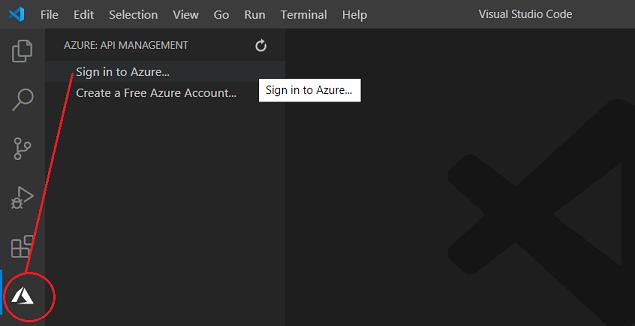 File Edit Selection View Go Run Terminal Help Visual Studio Code
AZURE: API MANAGEMENT
Sign in to Azure...
Create a Free Azure Account...
Sign in to Azure...